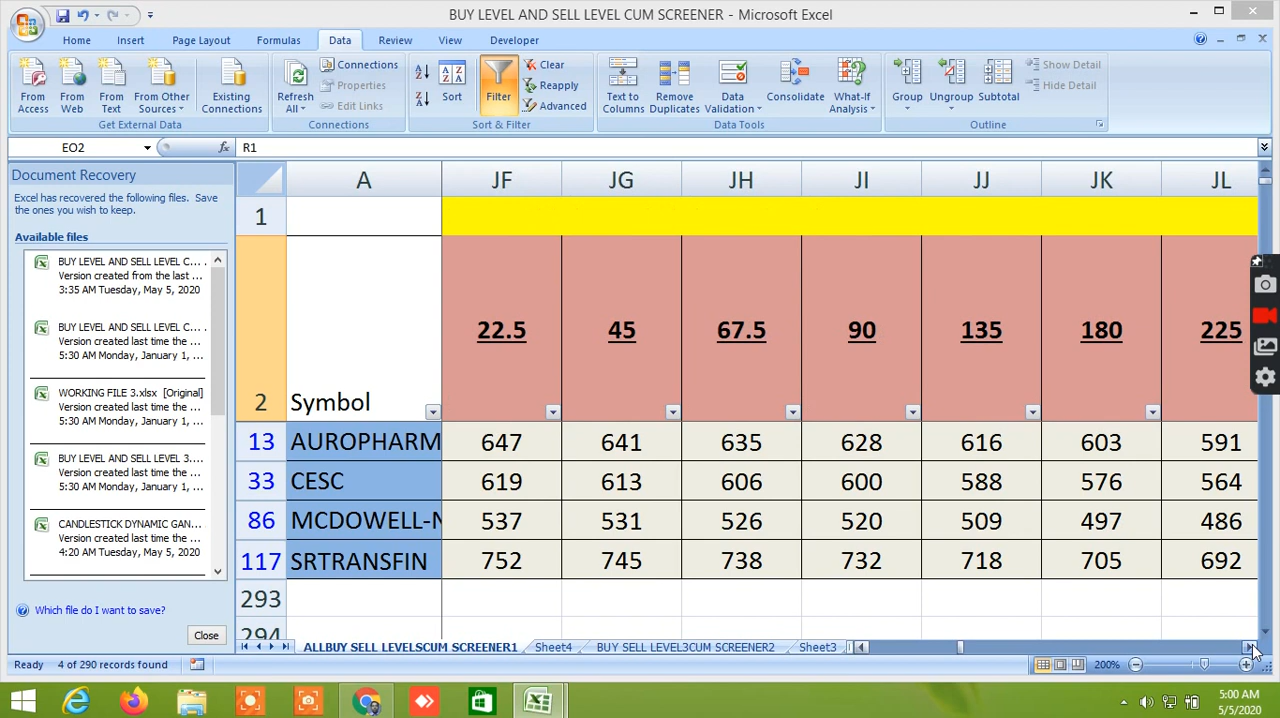 BUY LEVEL AND SELL LEVEL CUM SCREENER - Microsoft Excel
Home Insert Page Layout Formulas Data Review View Developer
From Access
From Web
From Text
From Other Sources
Existing Connections
Get External Data
Refresh All
Connections
Properties
Edit Links
Connections
Sort
Filter
Clear
Reapply
Advanced
Sort & Filter
Text to Columns
Remove Duplicates
Data Validation
Consolidate
What-If Analysis
Data Tools
Group
Ungroup
Subtotal
Show Detail
Hide Detail
Outline
EO2 fx R1
Document Recovery
Excel has recovered the following files. Save
the ones you wish to keep.
Available files
BUY LEVEL AND SELL LEVEL C... .
Version created from the last ...
3:35 AM Tuesday, May 5, 2020
BUY LEVEL AND SELL LEVEL C... .
Version created last time the ...
5:30 AM Monday, January 1, ...
WORKING FILE 3.xlsx [Original]
Version created last time the ...
5:30 AM Monday, January 1, ...
BUY LEVEL AND SELL LEVEL 3....
Version created last time the ...
5:30 AM Monday, January 1, ...
CANDLESTICK DYNAMIC GAN...
Version created last time the ...
4:20 AM Tuesday, May 5, 2020
Which file do I want to save?
Close
A JF JG JH JI JJ JK JL
1
2 Symbol 22.5 45 67.5 90 135 180 225
13 AUROPHARM 647 641 635 628 616 603 591
33 CESC 619 613 606 600 588 576 564
86 MCDOWELL-N 537 531 526 520 509 497 486
117 SRTRANSFIN 752 745 738 732 718 705 692
293
294
ALLBUY SELL LEVELSCUM SCREENER1 Sheet4 BUY SELL LEVEL3CUM SCREENER2 Sheet3
Ready 4 of 290 records found 200%
5:00 AM
5/5/2020